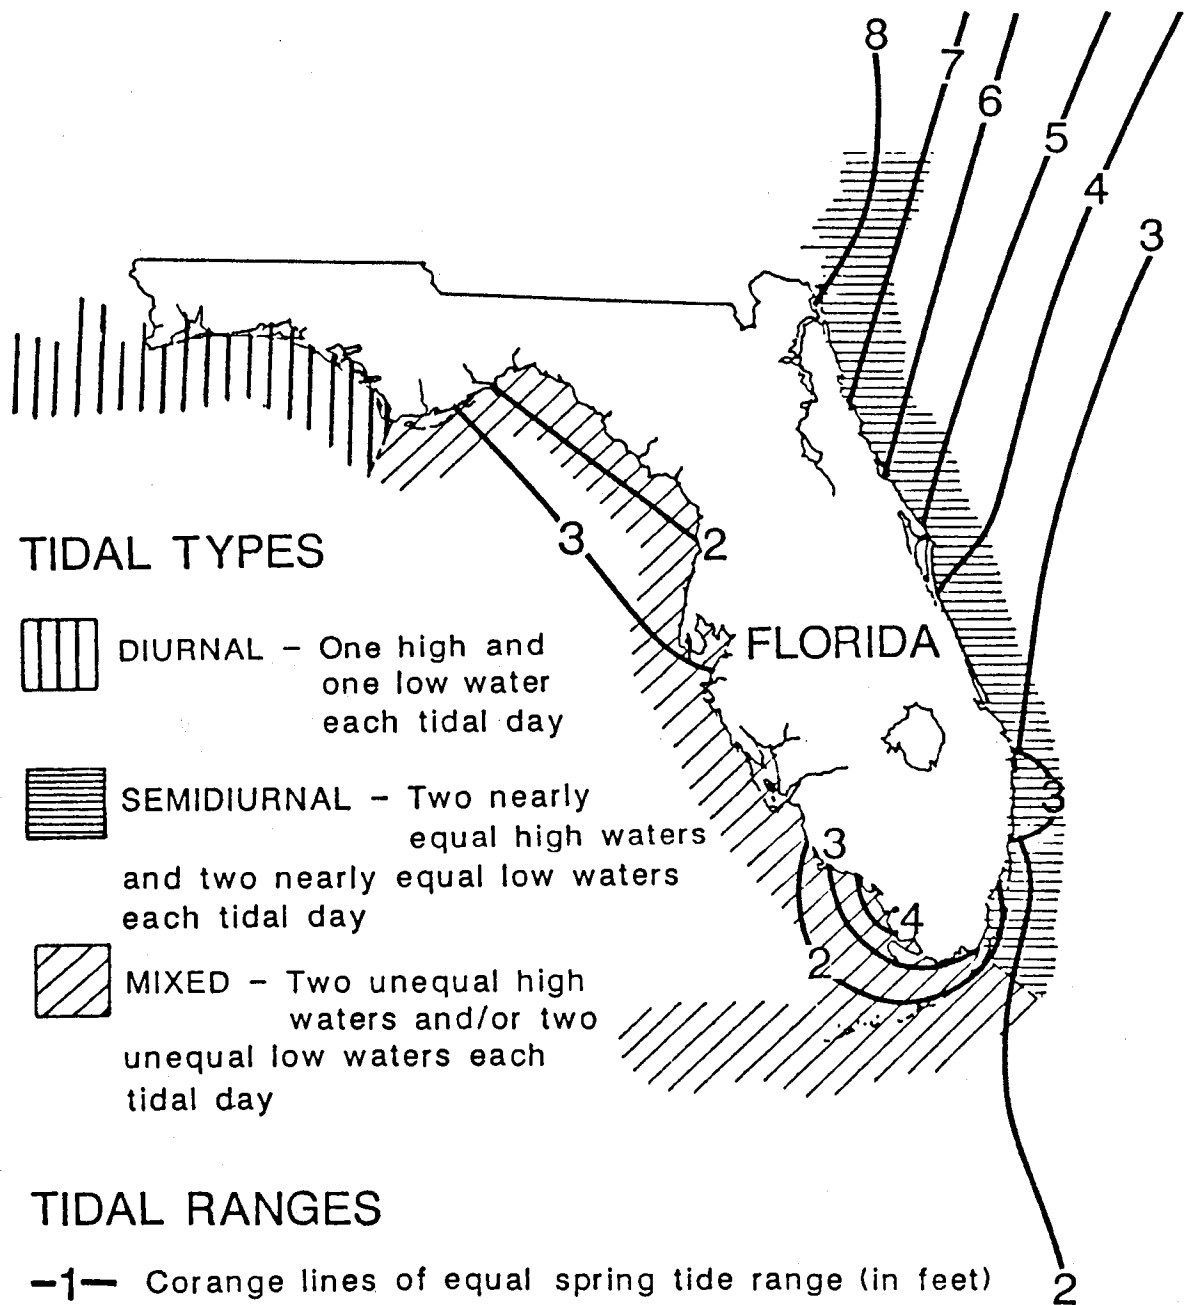 8
7
6
5
4
3
3
2
FLORIDA
3
3
4
2
2
TIDAL TYPES
DIURNAL – One high and
one low water
each tidal day
SEMIDIURNAL – Two nearly
equal high waters
and two nearly equal low waters
each tidal day
MIXED – Two unequal high
waters and/or two
unequal low waters each
tidal day
TIDAL RANGES
–1– Corange lines of equal spring tide range (in feet)